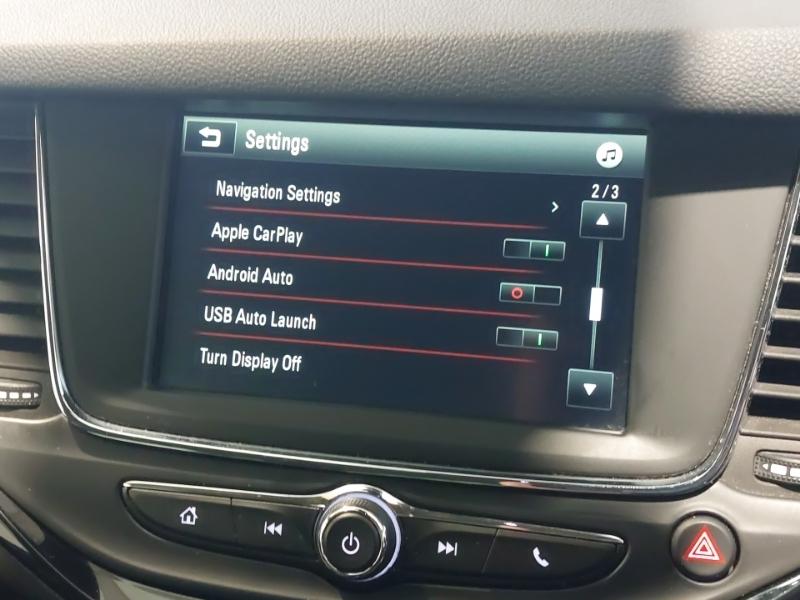 Settings
2/3
Navigation Settings
Apple CarPlay
Android Auto
USB Auto Launch
Turn Display Off